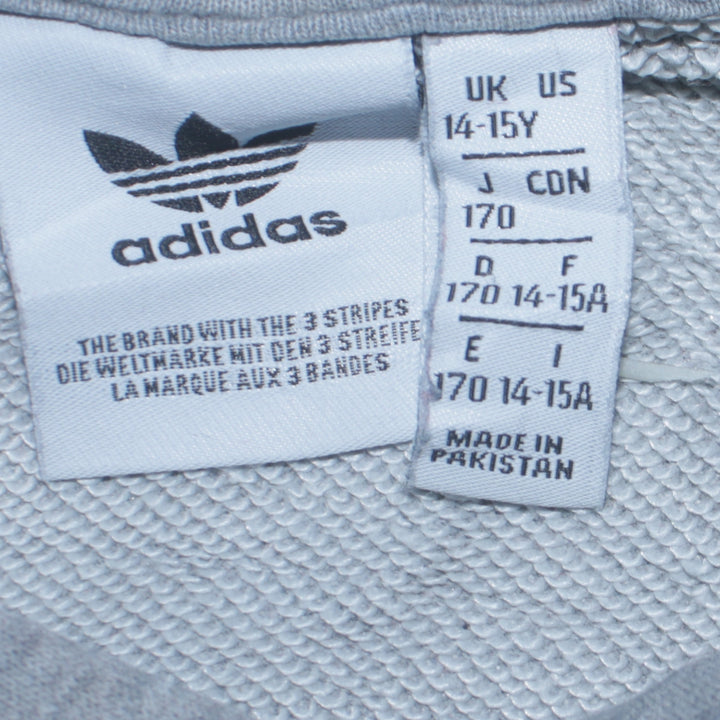 adidas
THE BRAND WITH THE 3 STRIPES
DIE WELTMARKE MIT DEN 3 STREIFE
LA MARQUE AUX 3 BANDES
UK US
14-15Y
J CDN
170
D F
170 14-15A
E I
170 14-15A
MADE IN
PAKISTAN